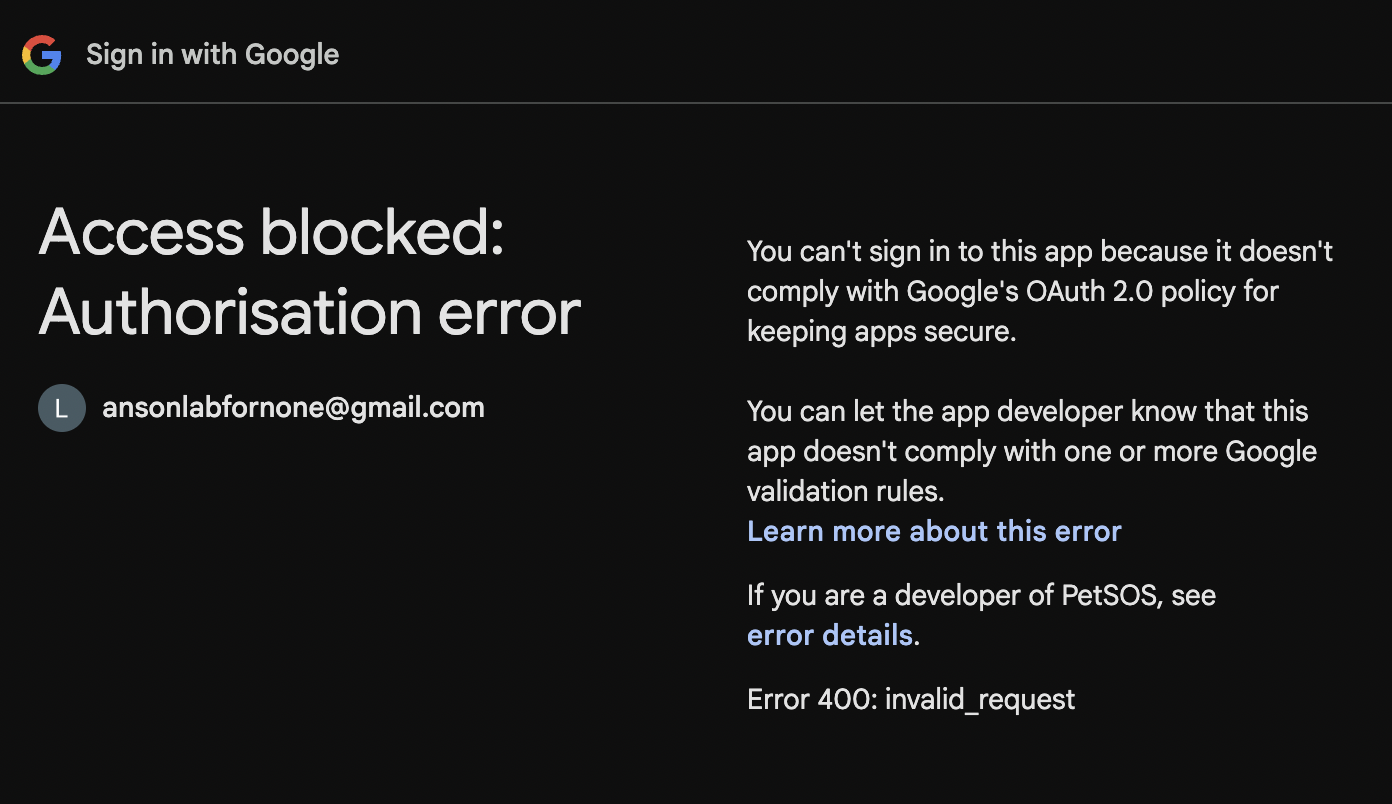 Sign in with Google
Access blocked:
Authorisation error
L
ansonlabfornone@gmail.com
You can't sign in to this app because it doesn't
comply with Google's OAuth 2.0 policy for
keeping apps secure.
You can let the app developer know that this
app doesn't comply with one or more Google
validation rules.
Learn more about this error
If you are a developer of PetSOS, see
error details.
Error 400: invalid_request